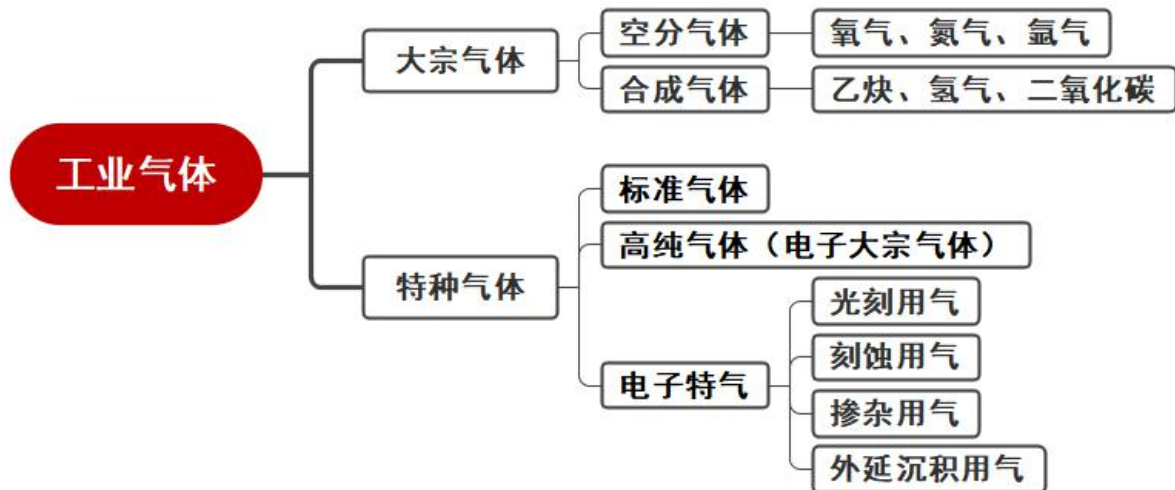 工业气体
大宗气体
空分气体
氧气、氮气、氩气
合成气体
乙炔、氢气、二氧化碳
特种气体
标准气体
高纯气体（电子大宗气体）
电子特气
光刻用气
刻蚀用气
掺杂用气
外延沉积用气